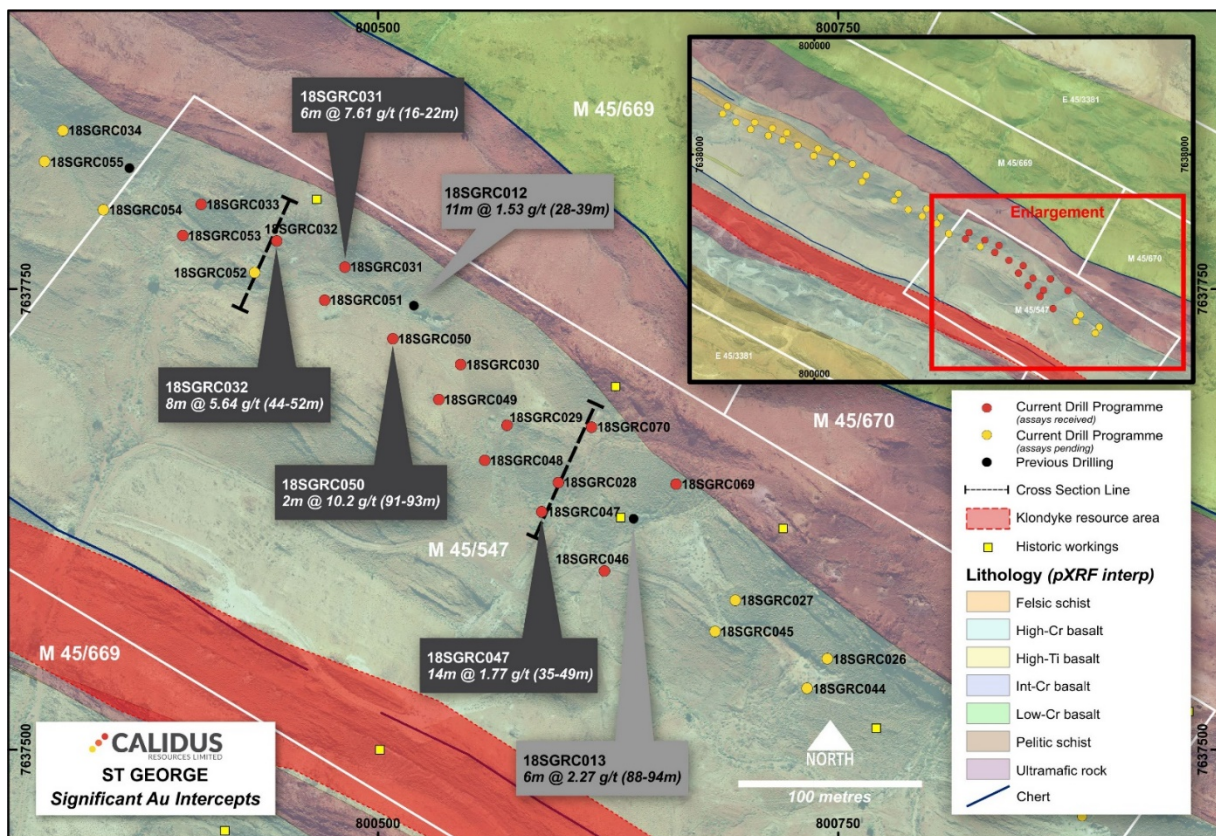 800500
800750
M 45/669
18SGRC034
18SGRC055
18SGRC054
18SGRC033
18SGRC053
18SGRC032
18SGRC052
18SGRC031
6m @ 7.61 g/t (16-22m)
18SGRC012
11m @ 1.53 g/t (28-39m)
18SGRC031
18SGRC051
18SGRC050
18SGRC030
18SGRC049
18SGRC029
18SGRC070
18SGRC048
18SGRC028
18SGRC069
18SGRC047
18SGRC046
18SGRC027
18SGRC045
18SGRC026
18SGRC044
7637750
7637750
18SGRC032
8m @ 5.64 g/t (44-52m)
18SGRC050
2m @ 10.2 g/t (91-93m)
M 45/670
M 45/547
18SGRC047
14m @ 1.77 g/t (35-49m)
18SGRC013
6m @ 2.27 g/t (88-94m)
M 45/669
7637500
7637500
CALIDUS
RESOURCES LIMITED
ST GEORGE
Significant Au Intercepts
800500
800750
NORTH
100 metres
800000
E 45/3381
7638000
7638000
M 45/669
Enlargement
M 45/670
M 45/547
E 45/3381
800000
Current Drill Programme
(assays received)
Current Drill Programme
(assays pending)
Previous Drilling
Cross Section Line
Klondyke resource area
Historic workings
Lithology (pXRF interp)
Felsic schist
High-Cr basalt
High-Ti basalt
Int-Cr basalt
Low-Cr basalt
Pelitic schist
Ultramafic rock
Chert